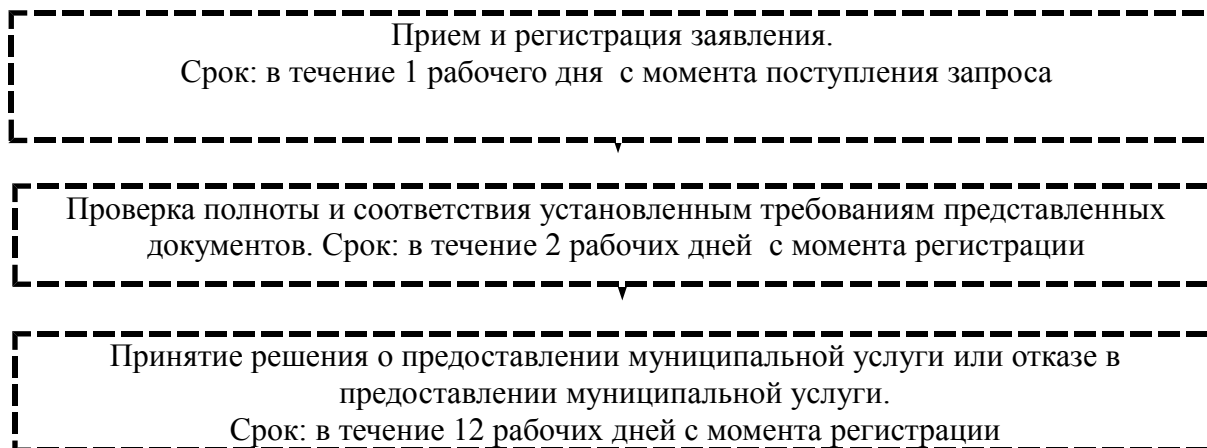 Прием и регистрация заявления.
Срок: в течение 1 рабочего дня с момента поступления запроса
Проверка полноты и соответствия установленным требованиям представленных
документов. Срок: в течение 2 рабочих дней с момента регистрации
Принятие решения о предоставлении муниципальной услуги или отказе в
предоставлении муниципальной услуги.
Срок: в течение 12 рабочих дней с момента регистрации